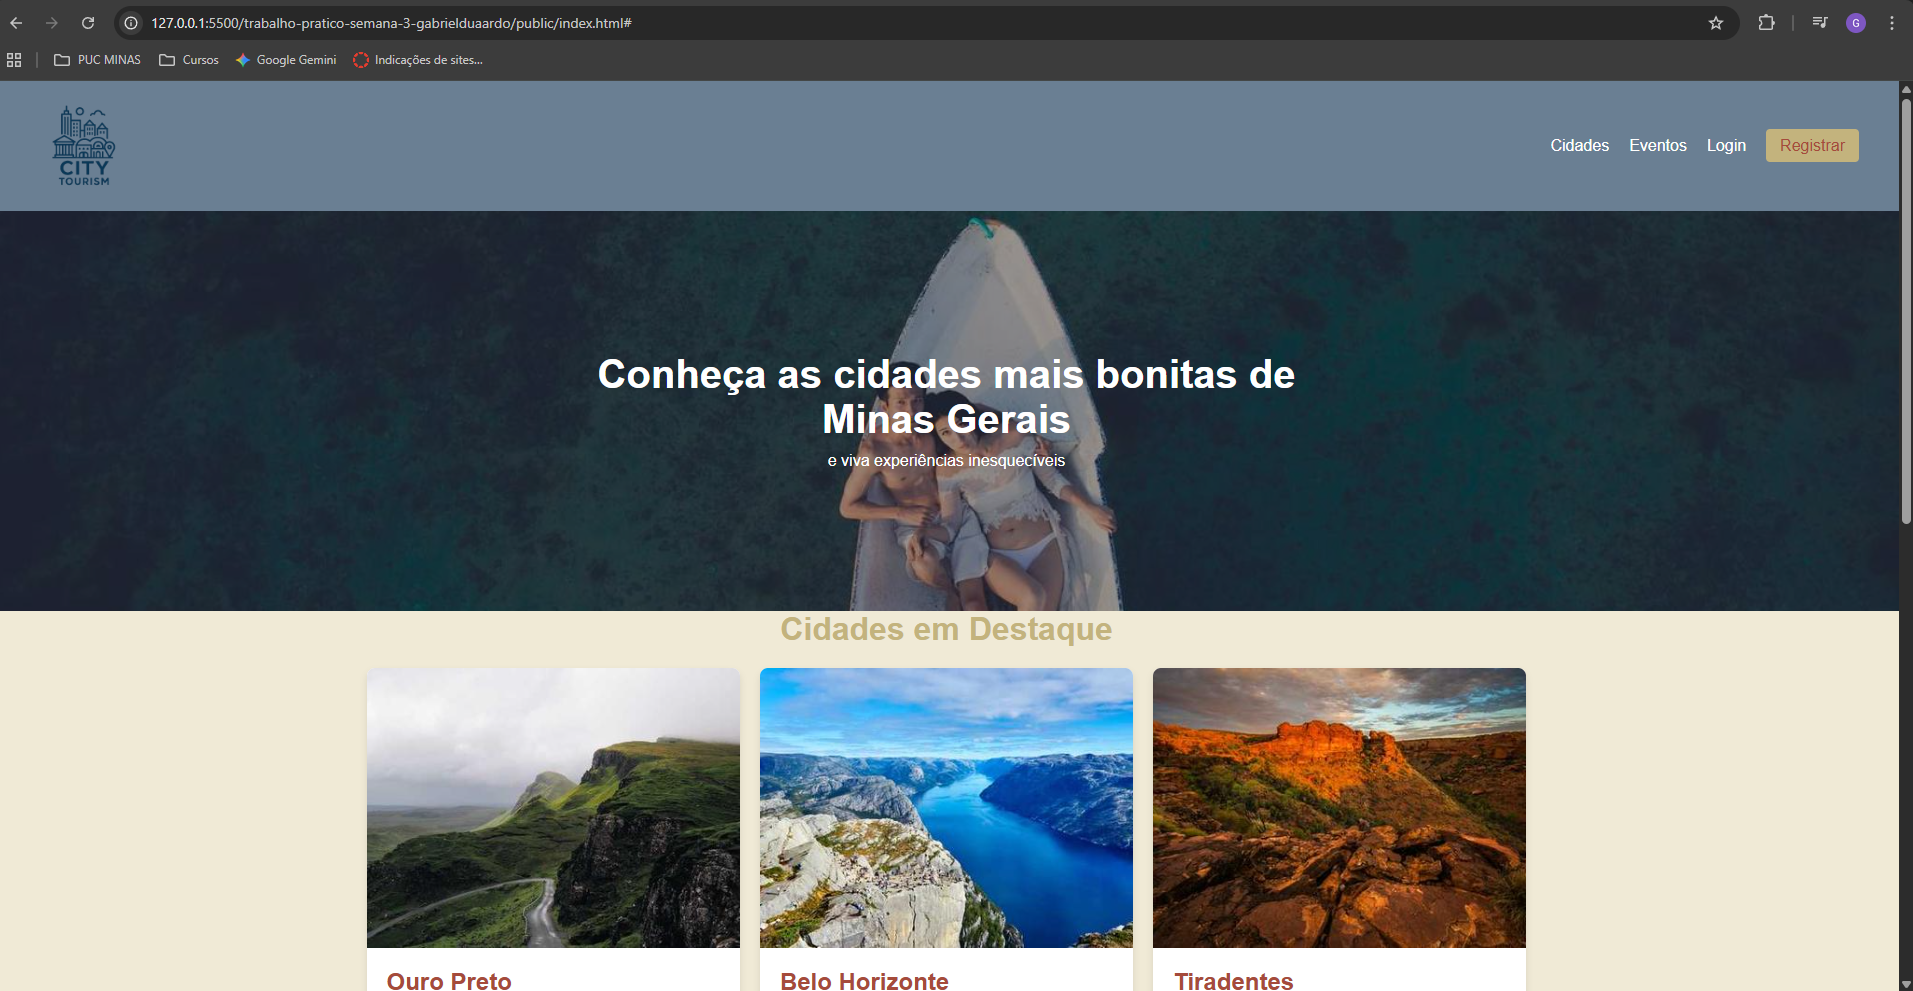 127.0.0.1:5500/trabalho-pratico-semana-3-gabrielduaardo/public/index.html#
G
PUC MINAS
Cursos
Google Gemini
Indicações de sites...
CITY
TOURISM
Cidades
Eventos
Login
Registrar
Conheça as cidades mais bonitas de
Minas Gerais
e viva experiências inesquecíveis
Cidades em Destaque
Ouro Preto
Belo Horizonte
Tiradentes